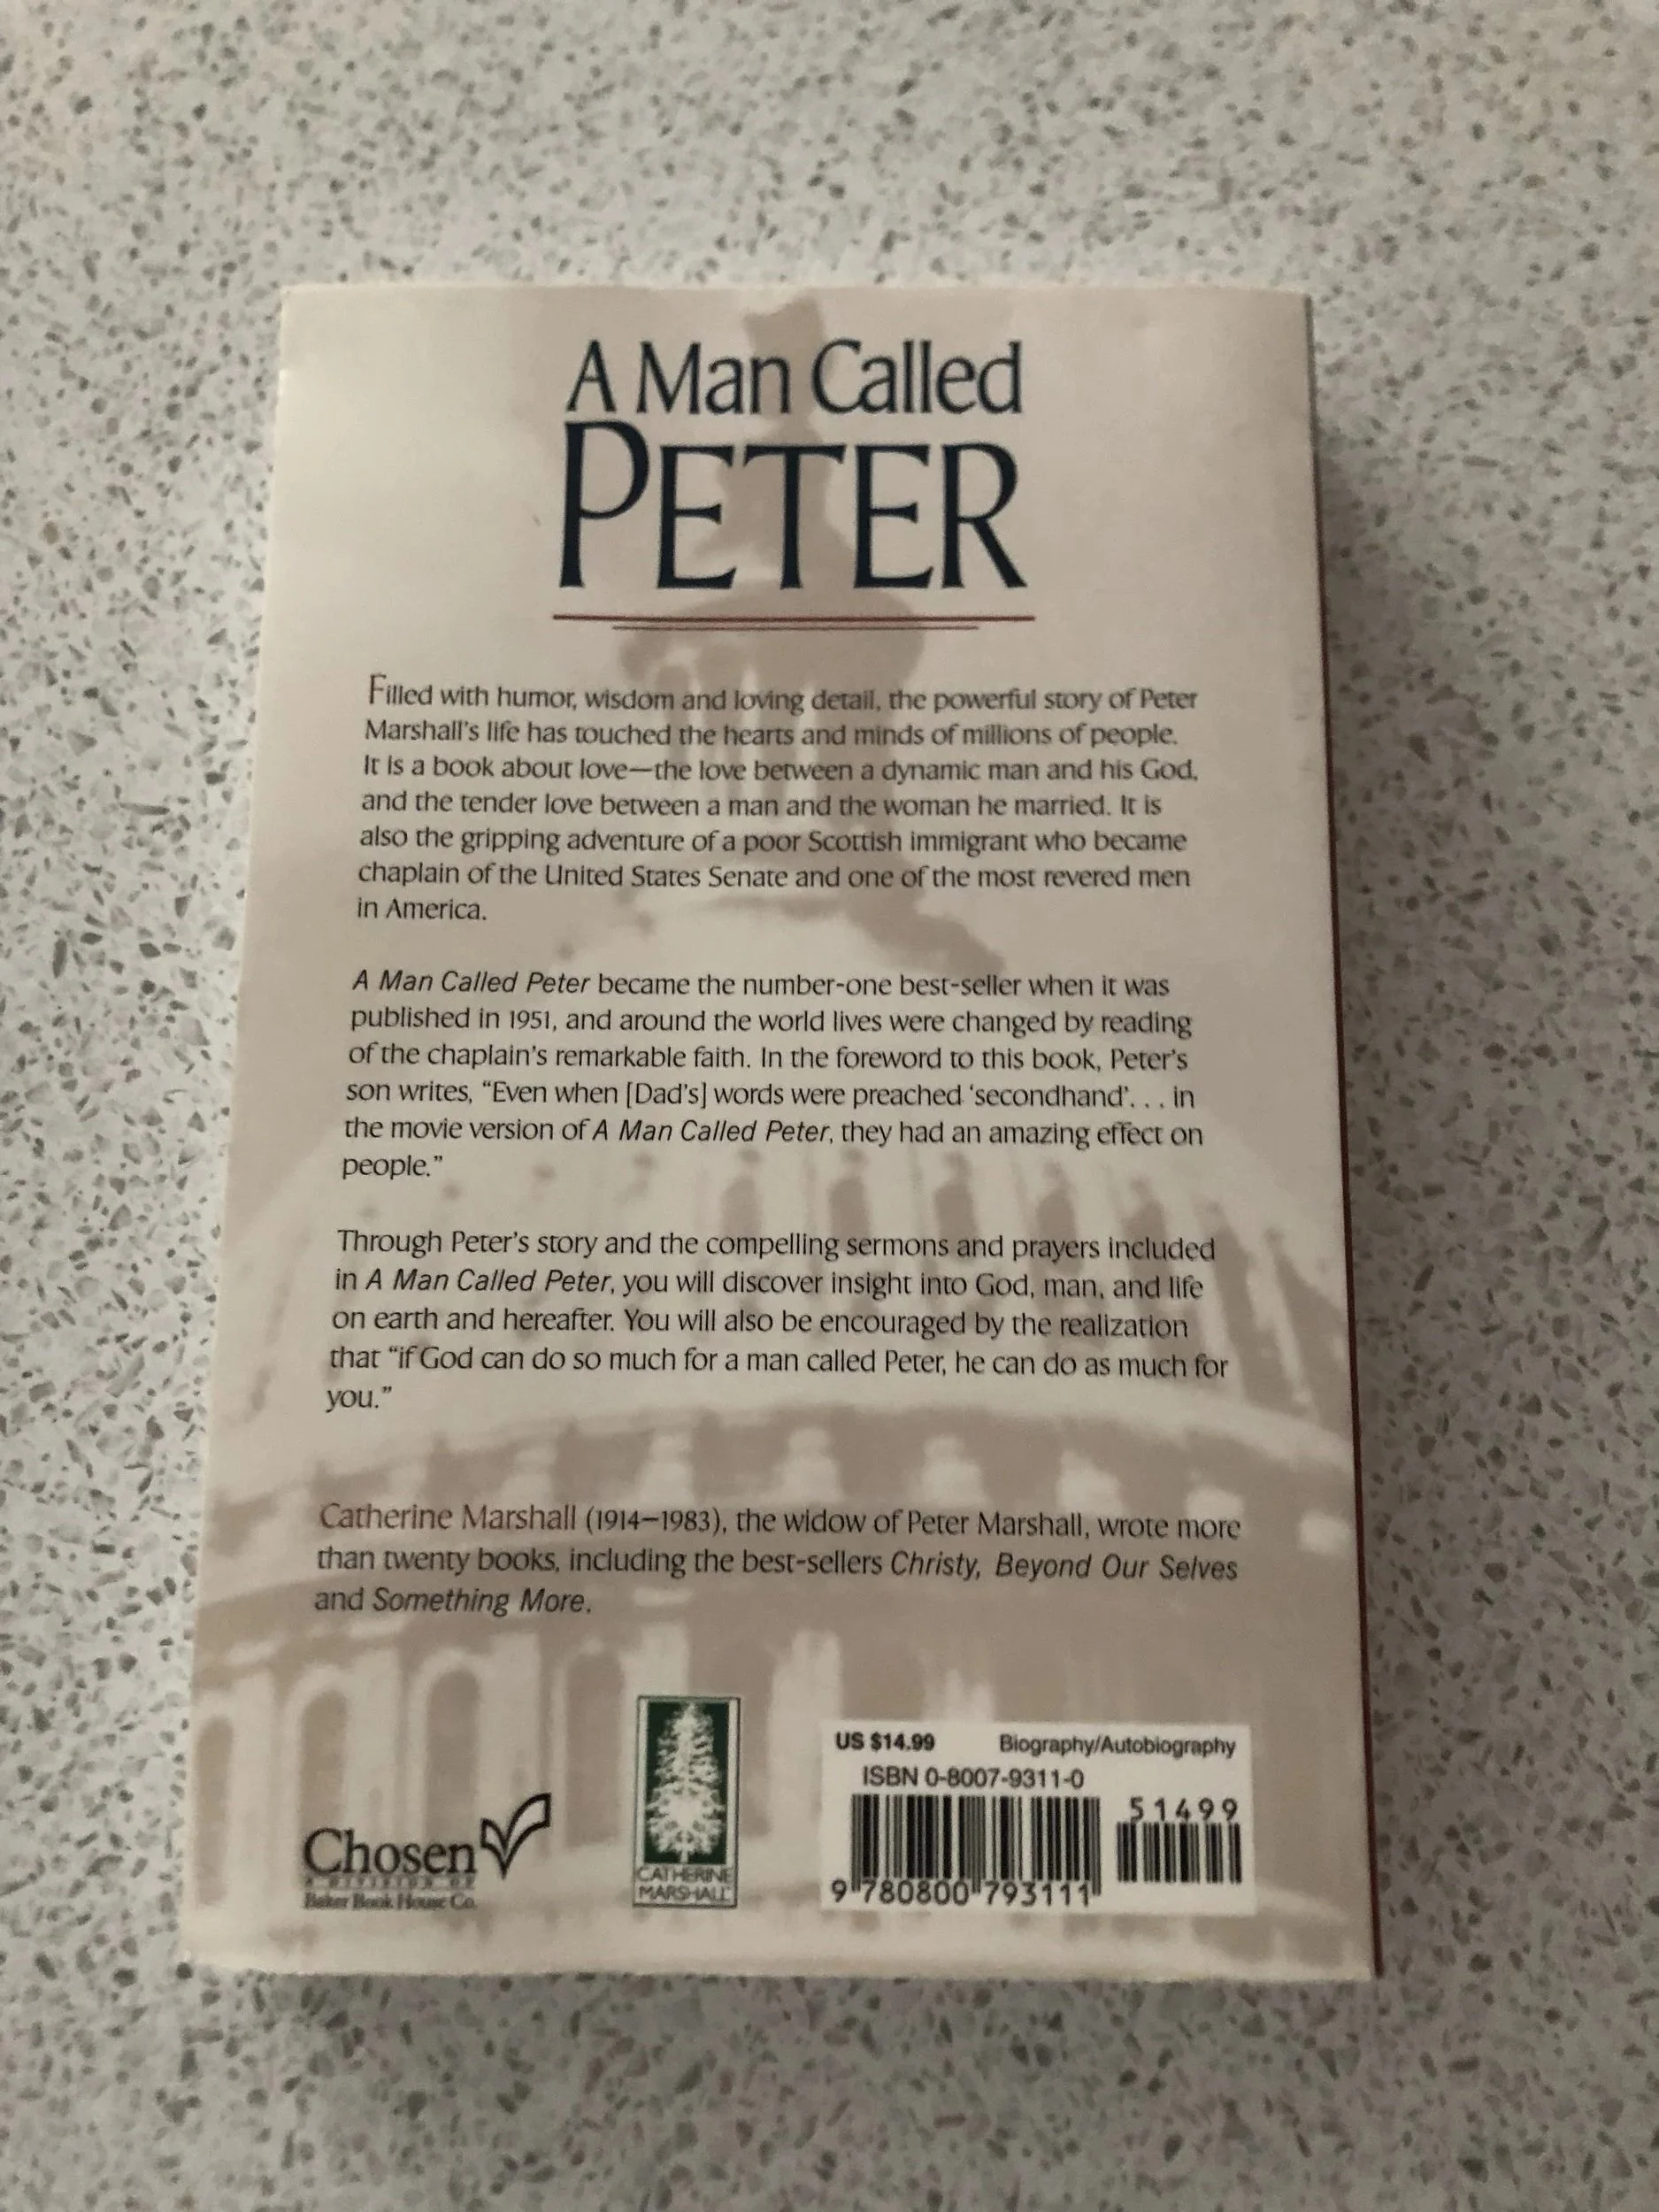 A Man Called
PETER
Filled with humor, wisdom and loving detail, the powerful story of Peter
Marshall's life has touched the hearts and minds of millions of people.
It is a book about love—the love between a dynamic man and his God,
and the tender love between a man and the woman he married. It is
also the gripping adventure of a poor Scottish immigrant who became
chaplain of the United States Senate and one of the most revered men
in America.
A Man Called Peter became the number-one best-seller when it was
published in 1951, and around the world lives were changed by reading
of the chaplain's remarkable faith. In the foreword to this book, Peter's
son writes, “Even when [Dad's] words were preached ‘secondhand’. . . in
the movie version of A Man Called Peter, they had an amazing effect on
people.”
Through Peter's story and the compelling sermons and prayers included
in A Man Called Peter, you will discover insight into God, man, and life
on earth and hereafter. You will also be encouraged by the realization
that “if God can do so much for a man called Peter, he can do as much for
you.”
Catherine Marshall (1914–1983), the widow of Peter Marshall, wrote more
than twenty books, including the best-sellers Christy, Beyond Our Selves
and Something More.
Chosen
A DIVISION OF
Baker Book House Co.
CATHERINE
MARSHALL
US $14.99 Biography/Autobiography
ISBN 0-8007-9311-0
51499
9 780800 793111